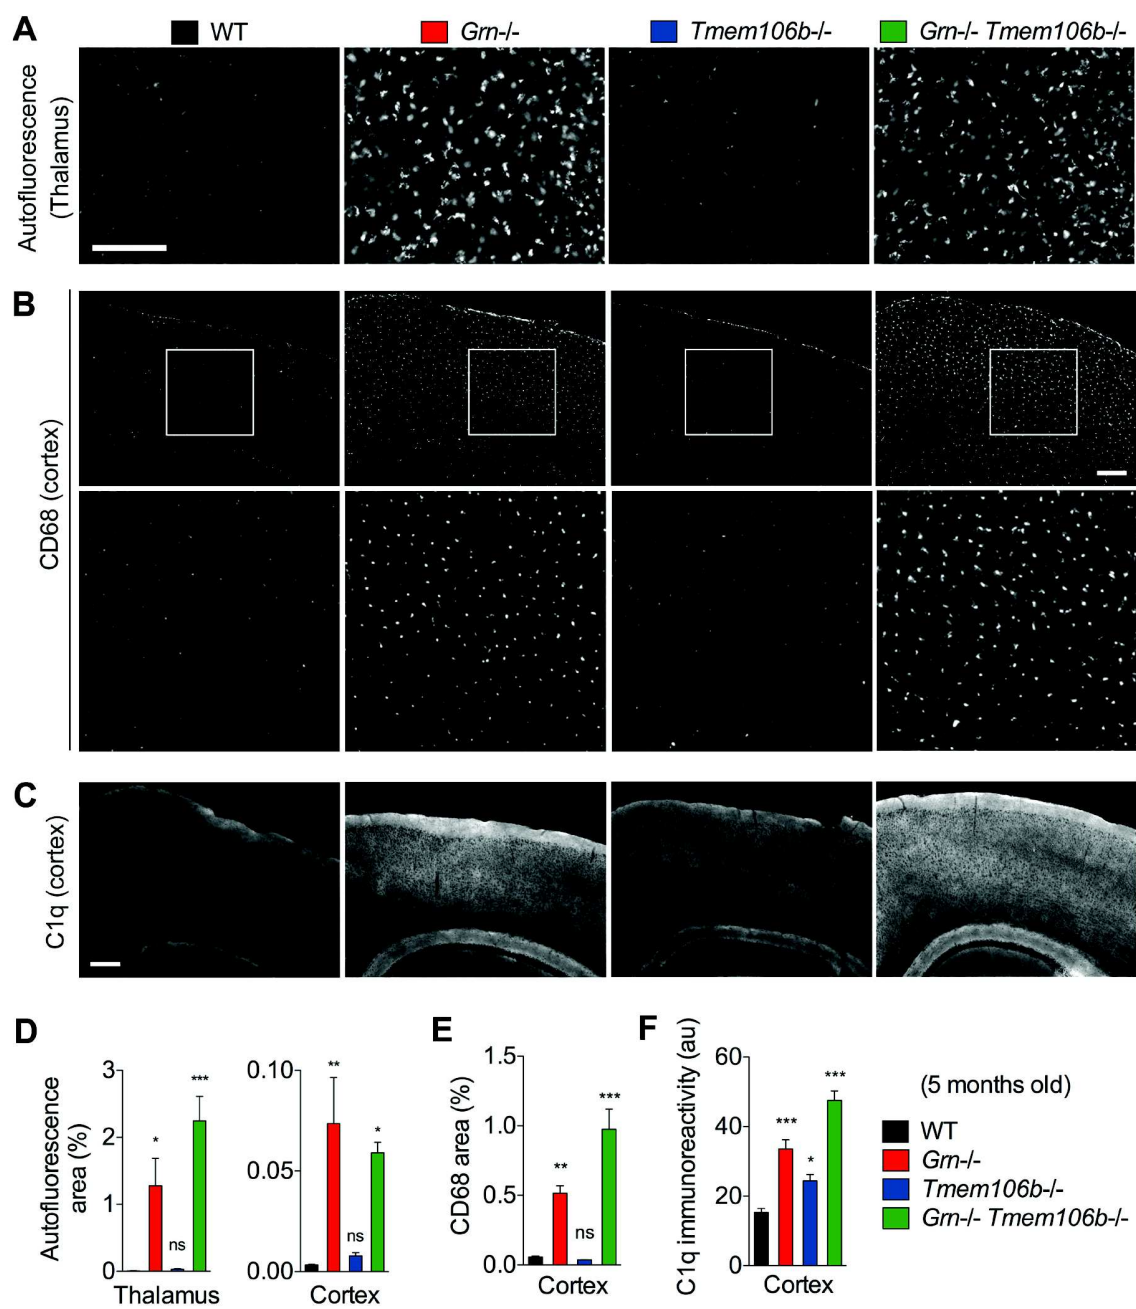 A
WT
Grn-/-
Tmem106b-/-
Grn-/- Tmem106b-/-
Autofluorescence
(Thalamus)
B
CD68 (cortex)
C
C1q (cortex)
D
Autofluorescence
area (%)
3
2
1
0
*
ns
***
Thalamus
0.10
0.05
0.00
**
ns
*
Cortex
E
CD68 area (%)
1.5
1.0
0.5
0.0
**
ns
***
Cortex
F
C1q immunoreactivity (au)
60
40
20
0
***
*
***
Cortex
(5 months old)
WT
Grn-/-
Tmem106b-/-
Grn-/- Tmem106b-/-